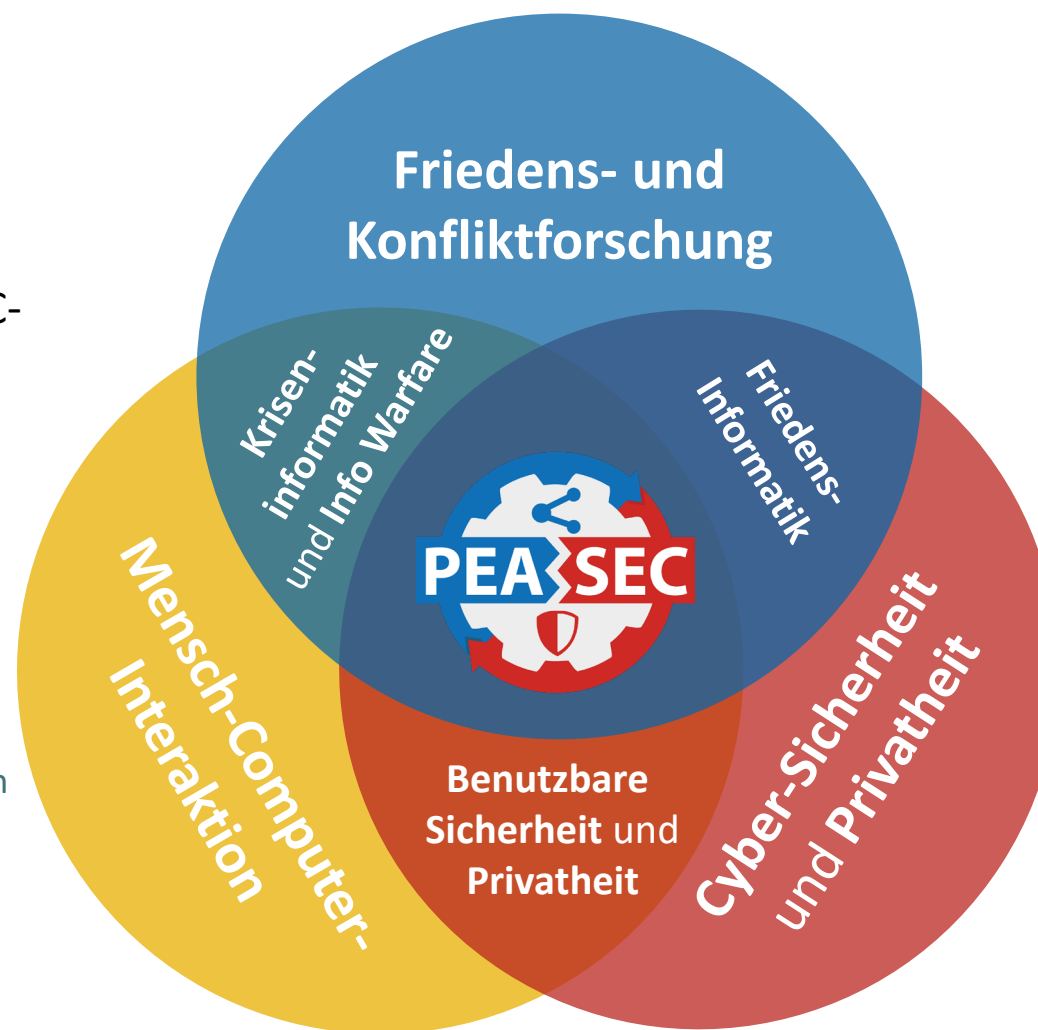 Friedens- und
Konfliktforschung
C-
Krisen-
informatik
und Info Warfare
Friedens-
Informatik
PEA SEC
Mensch-Computer-
Interaktion
Benutzbare
Sicherheit und
Privatheit
Cyber-Sicherheit
und Privatheit